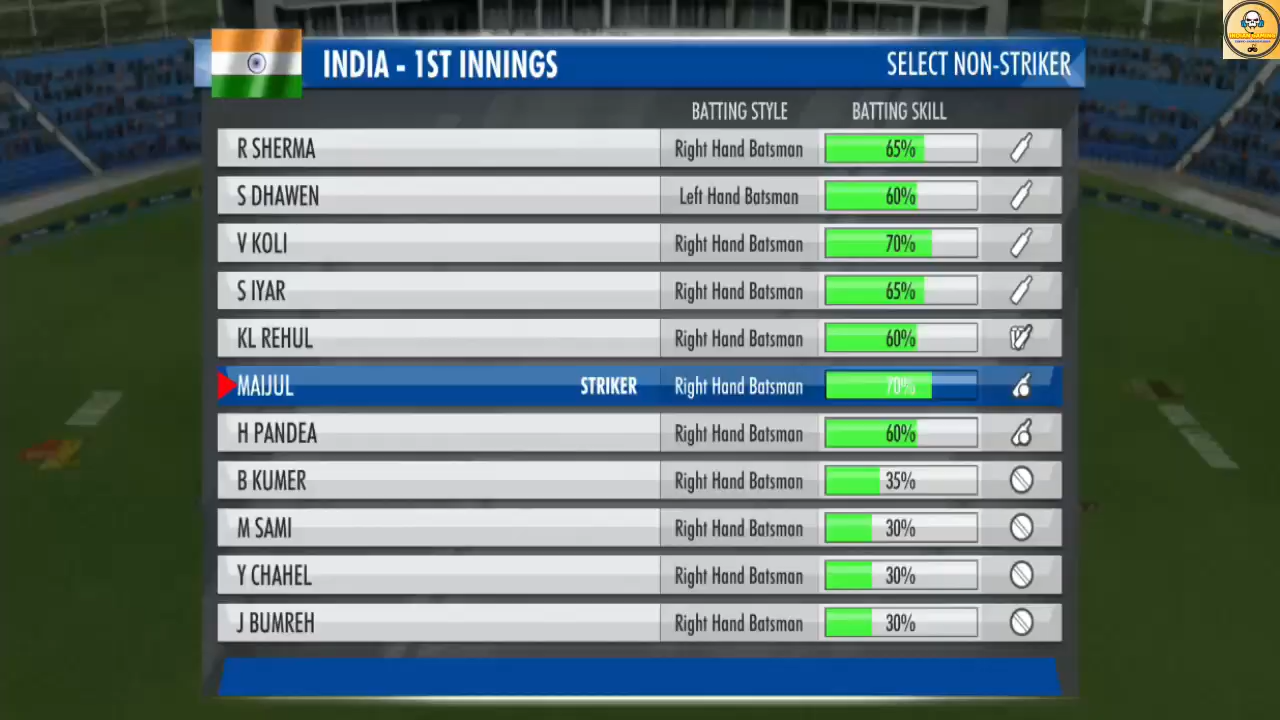 INDIA - 1ST INNINGS SELECT NON-STRIKER
BATTING STYLE BATTING SKILL
R SHERMA Right Hand Batsman 65%
S DHAWEN Left Hand Batsman 60%
V KOLI Right Hand Batsman 70%
S IYAR Right Hand Batsman 65%
KL REHUL Right Hand Batsman 60%
MAIJUL STRIKER Right Hand Batsman 70%
H PANDEA Right Hand Batsman 60%
B KUMER Right Hand Batsman 35%
M SAMI Right Hand Batsman 30%
Y CHAHEL Right Hand Batsman 30%
J BUMREH Right Hand Batsman 30%